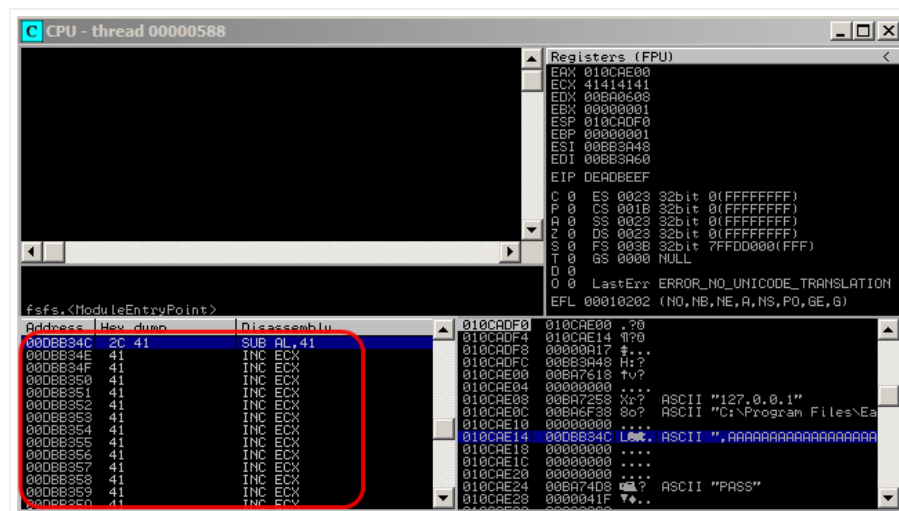 C CPU - thread 00000588
Registers (FPU) <
EAX 010CAE00
ECX 41414141
EDX 00BA0608
EBX 00000001
ESP 010CADF0
EBP 00000001
ESI 00BB3A48
EDI 00BB3A60
EIP DEADBEEF
C 0 ES 0023 32bit 0(FFFFFFFF)
P 0 CS 001B 32bit 0(FFFFFFFF)
A 0 SS 0023 32bit 0(FFFFFFFF)
Z 0 DS 0023 32bit 0(FFFFFFFF)
S 0 FS 003B 32bit 7FFDD000(FFF)
T 0 GS 0000 NULL
D 0
O 0 LastErr ERROR_NO_UNICODE_TRANSLATION
EFL 00010202 (NO,NB,NE,A,NS,PO,GE,G)
fsfs.<ModuleEntryPoint>
Address Hex dump Disassembly
00DBB34C 2C 41 SUB AL,41
00DBB34E 41 INC ECX
00DBB34F 41 INC ECX
00DBB350 41 INC ECX
00DBB351 41 INC ECX
00DBB352 41 INC ECX
00DBB353 41 INC ECX
00DBB354 41 INC ECX
00DBB355 41 INC ECX
00DBB356 41 INC ECX
00DBB357 41 INC ECX
00DBB358 41 INC ECX
00DBB359 41 INC ECX
00DBB35A 41 INC ECX
010CADF0 010CAE00 .?0
010CADF4 010CAE14 ¶?0
010CADF8 00000A17
010CADFC 00BB3A48 H:?
010CAE00 00BA7618 ↑v?
010CAE04 00000000 ....
010CAE08 00BA7258 Xr? ASCII "127.0.0.1"
010CAE0C 00BA6F38 8o? ASCII "C:\Program Files\Ea
010CAE10 00000000 ....
010CAE14 00DBB34C ASCII ",AAAAAAAAAAAAAAAAAA
010CAE18 00000000 ....
010CAE1C 00000000 ....
010CAE20 00000000 ....
010CAE24 00BA74D8 ASCII "PASS"
010CAE28 0000041F